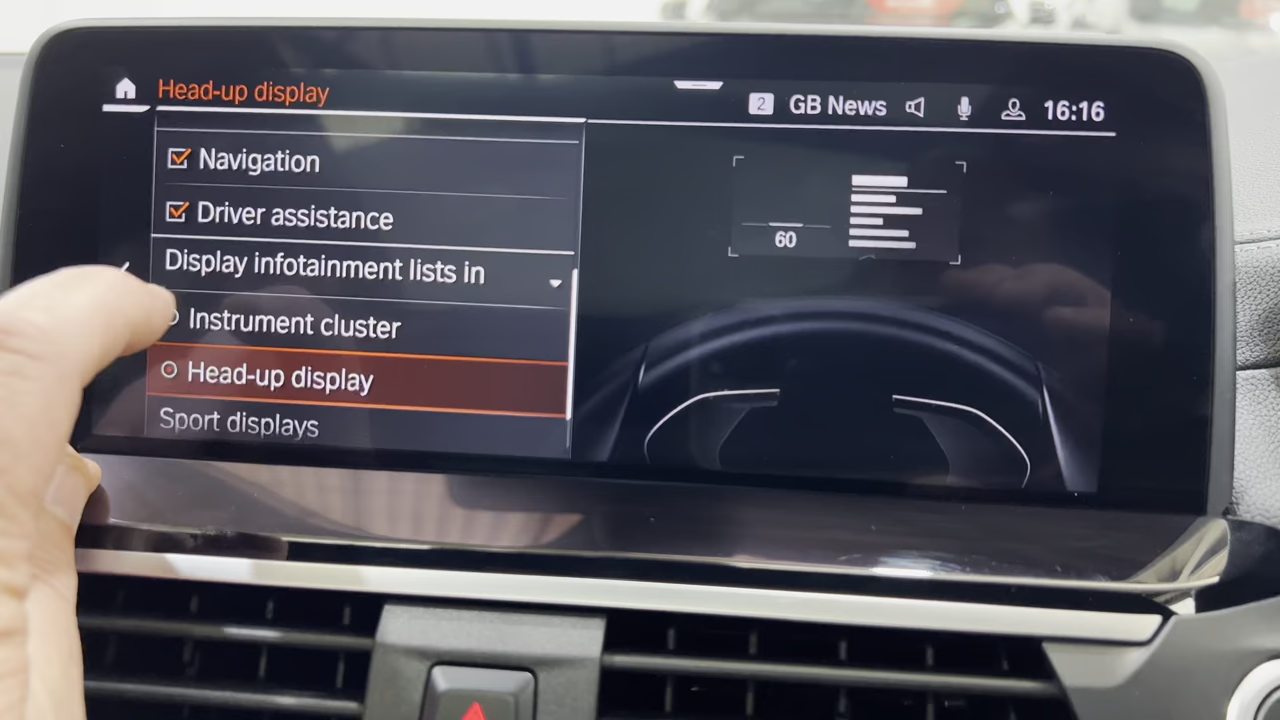 Head-up display
2 GB News 16:16
Navigation
Driver assistance
Display infotainment lists in
Instrument cluster
Head-up display
Sport displays
60